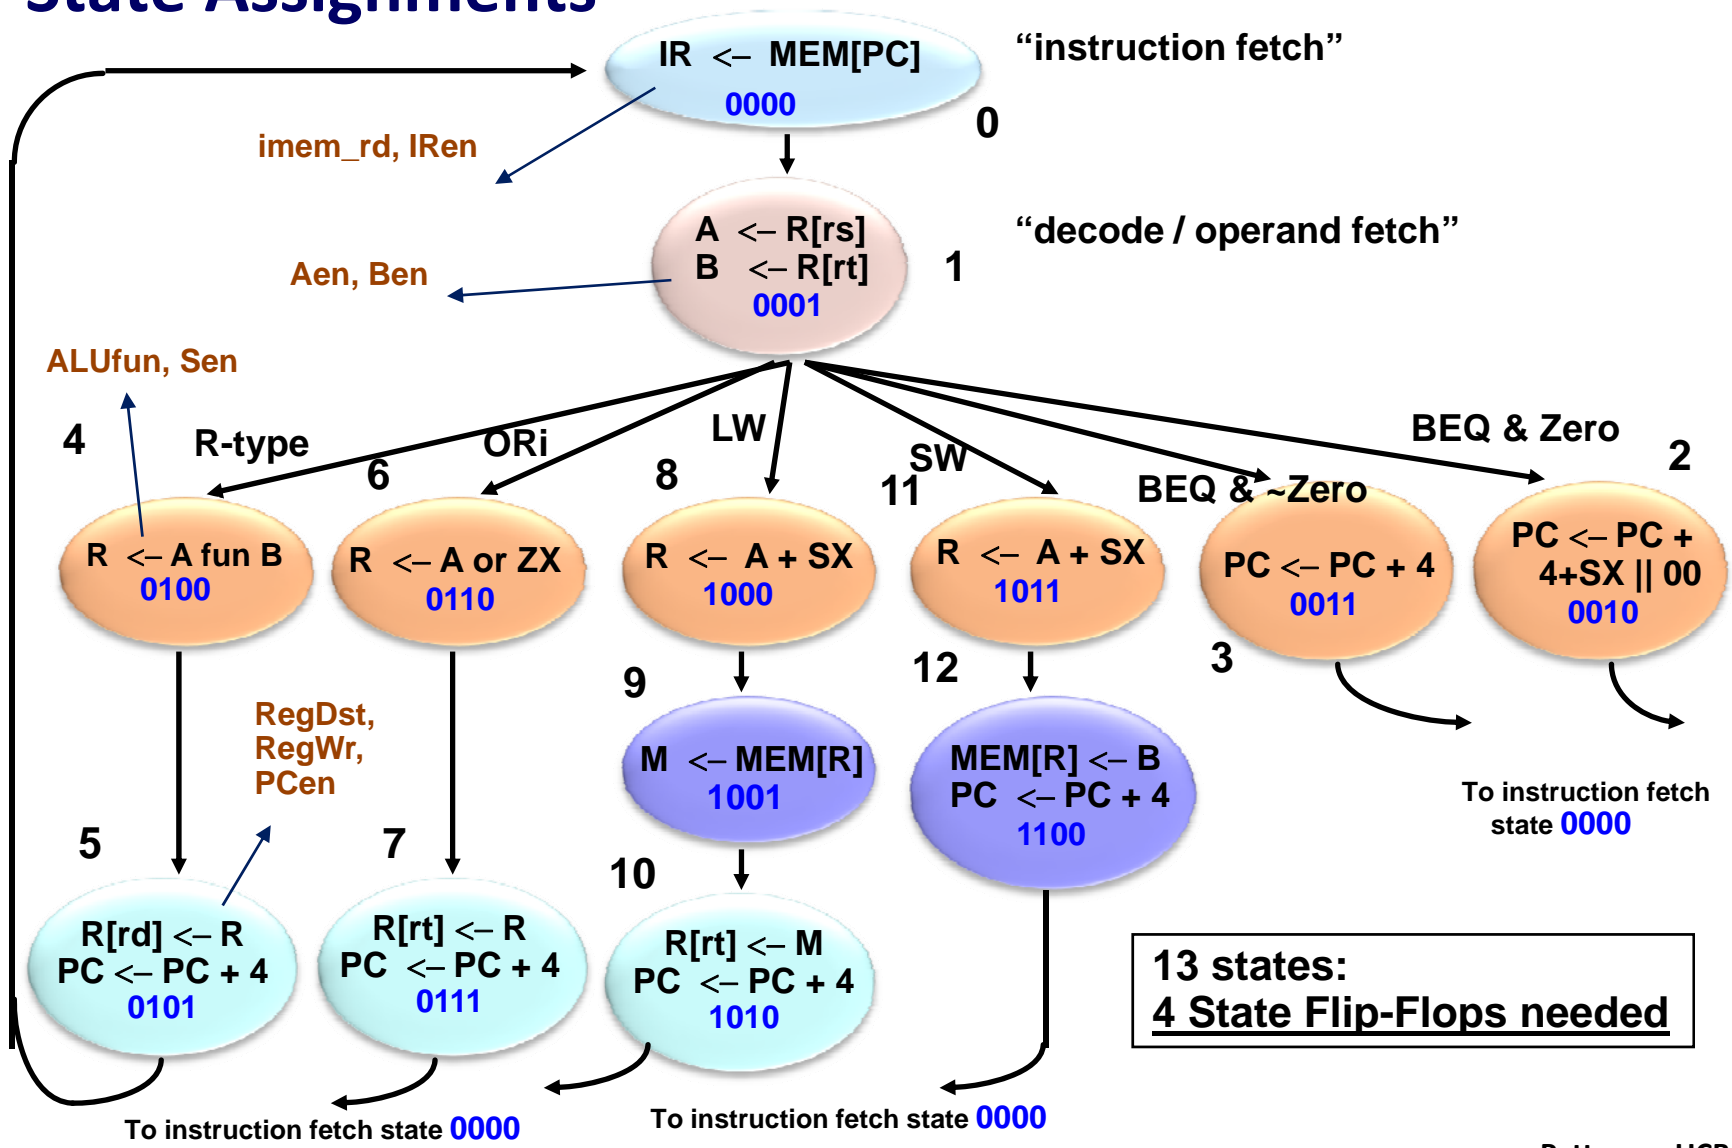 State Assignments
IR <– MEM[PC]
0000
"instruction fetch"
0
imem_rd, IRen
A <– R[rs]
B <– R[rt]
0001
"decode / operand fetch"
1
Aen, Ben
ALUfun, Sen
4
R-type
6
ORi
8
LW
11
SW
BEQ & ~Zero
BEQ & Zero
2
R <– A fun B
0100
R <– A or ZX
0110
R <– A + SX
1000
R <– A + SX
1011
PC <– PC + 4
0011
3
PC <– PC +
4+SX || 00
0010
RegDst,
RegWr,
PCen
9
M <– MEM[R]
1001
12
MEM[R] <– B
PC <– PC + 4
1100
To instruction fetch
state 0000
5
R[rd] <– R
PC <– PC + 4
0101
7
R[rt] <– R
PC <– PC + 4
0111
10
R[rt] <– M
PC <– PC + 4
1010
13 states:
4 State Flip-Flops needed
To instruction fetch state 0000
To instruction fetch state 0000